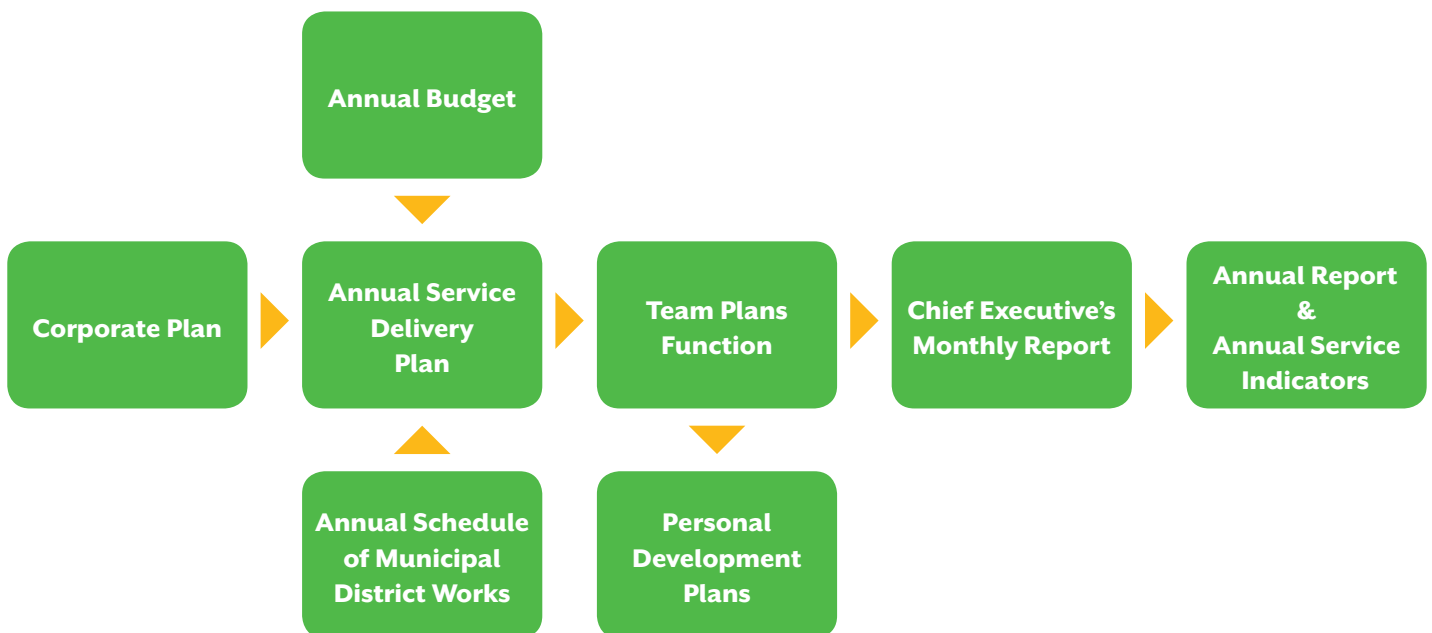 Annual Budget
Corporate Plan
Annual Service
Delivery
Plan
Team Plans
Function
Chief Executive’s
Monthly Report
Annual Report
&
Annual Service
Indicators
Annual Schedule
of Municipal
District Works
Personal
Development
Plans